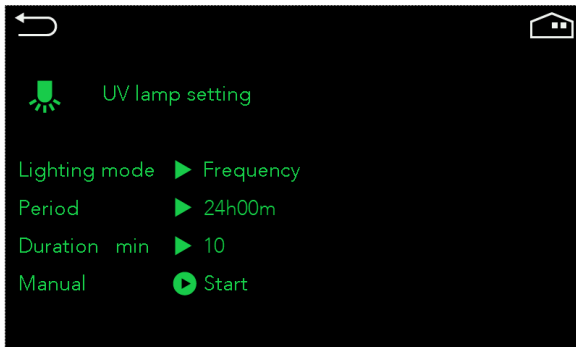 UV lamp setting
Lighting mode Frequency
Period 24h00m
Duration min 10
Manual Start